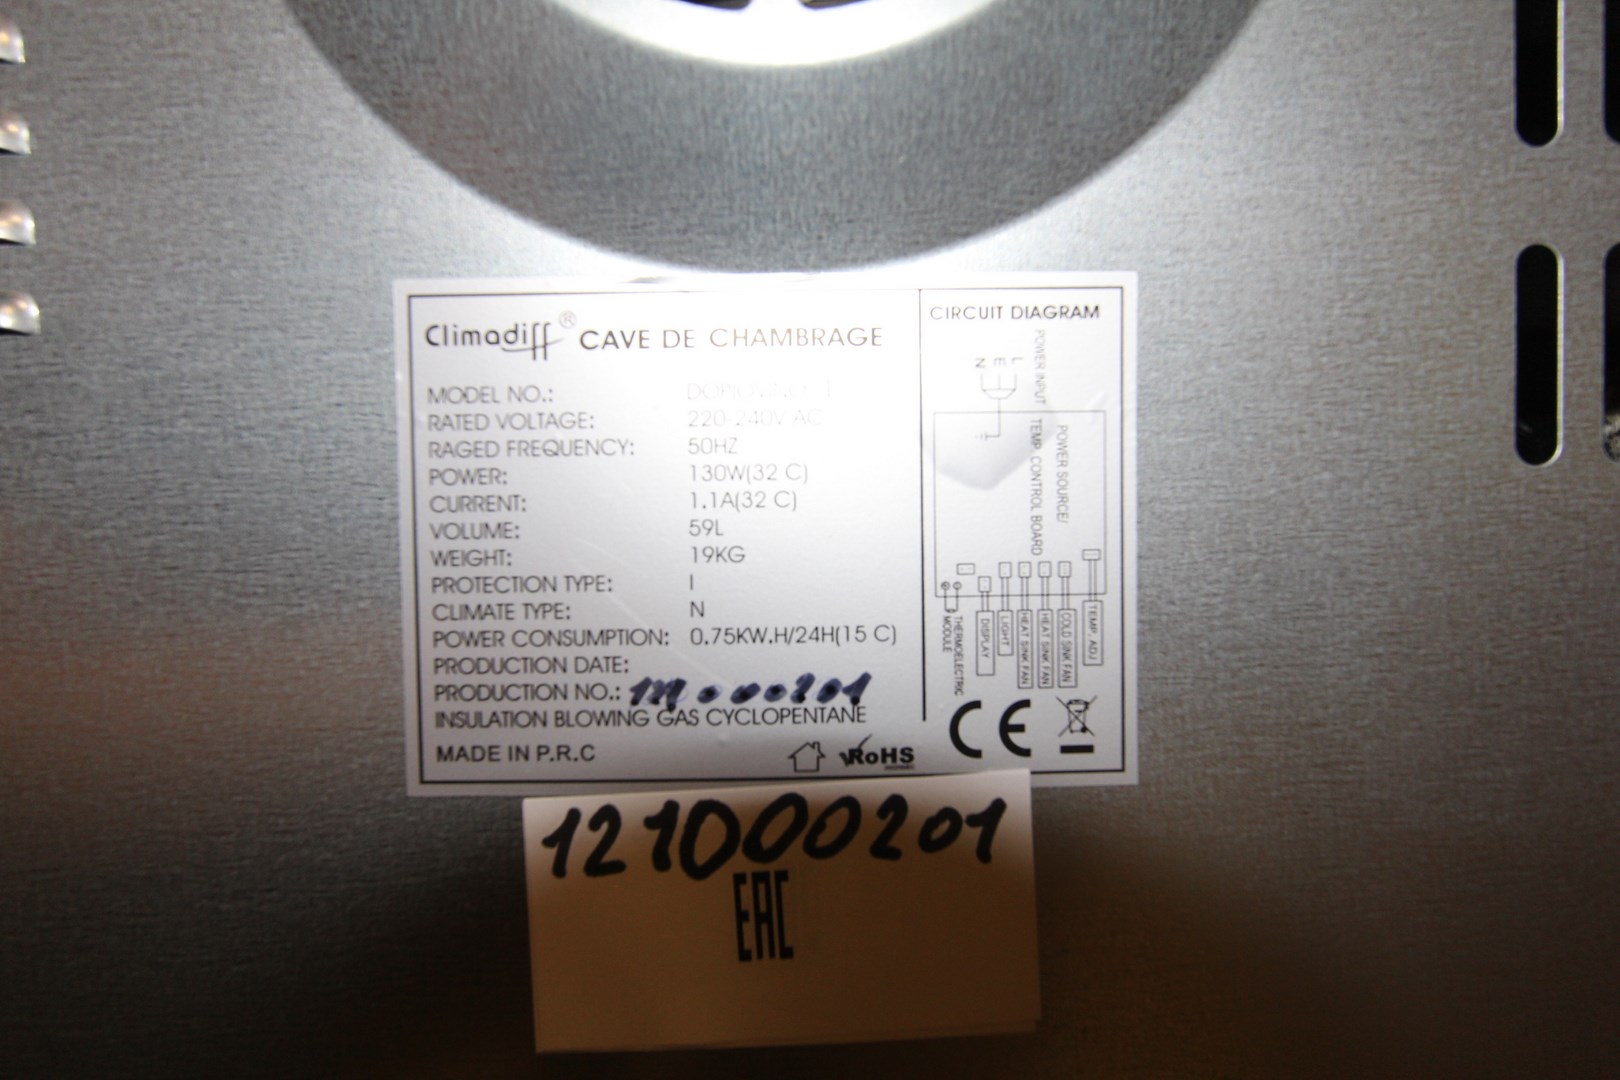 Climadiff® CAVE DE CHAMBRAGE
MODEL NO.:
RATED VOLTAGE: 220-240V AC
RAGED FREQUENCY: 50HZ
POWER: 130W(32 C)
CURRENT: 1.1A(32 C)
VOLUME: 59L
WEIGHT: 19KG
PROTECTION TYPE: I
CLIMATE TYPE: N
POWER CONSUMPTION: 0.75KW.H/24H(15 C)
PRODUCTION DATE:
PRODUCTION NO.: 121000201
INSULATION BLOWING GAS CYCLOPENTANE
MADE IN P.R.C
RoHS
CIRCUIT DIAGRAM
POWER INPUT
L
E
N
POWER SOURCE/
TEMP. CONTROL BOARD
TEMP. ADJ
COLD SINK FAN
HEAT SINK FAN
HEAT SINK FAN
LIGHT
DISPLAY
THERMOELECTRIC
MODULE
CE
121000201
EAC